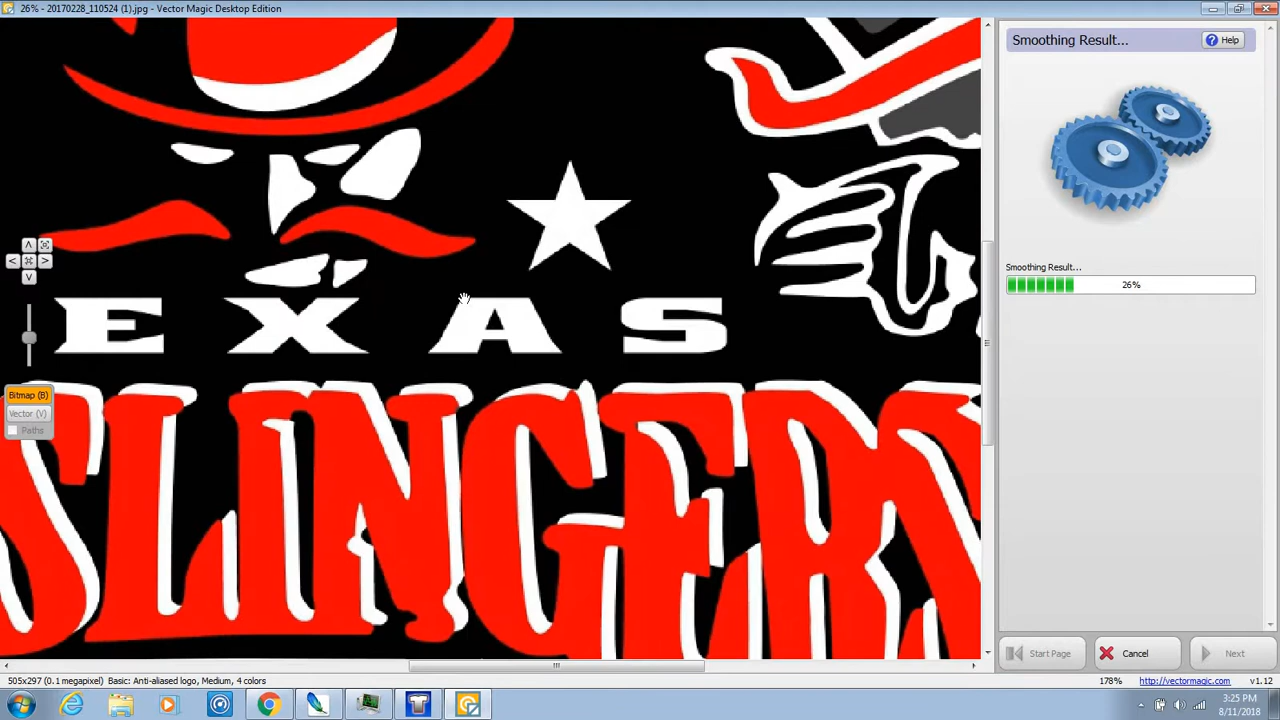 26% - 20170228_110524 (1).jpg - Vector Magic Desktop Edition
Smoothing Result...
Help
Smoothing Result...
26%
EXAS
SLINGERS
Bitmap (B)
Vector (V)
Paths
Start Page
Cancel
Next
505x297 (0.1 megapixel) Basic: Anti-aliased logo, Medium, 4 colors
178%
http://vectormagic.com
v1.12
3:25 PM
8/11/2018